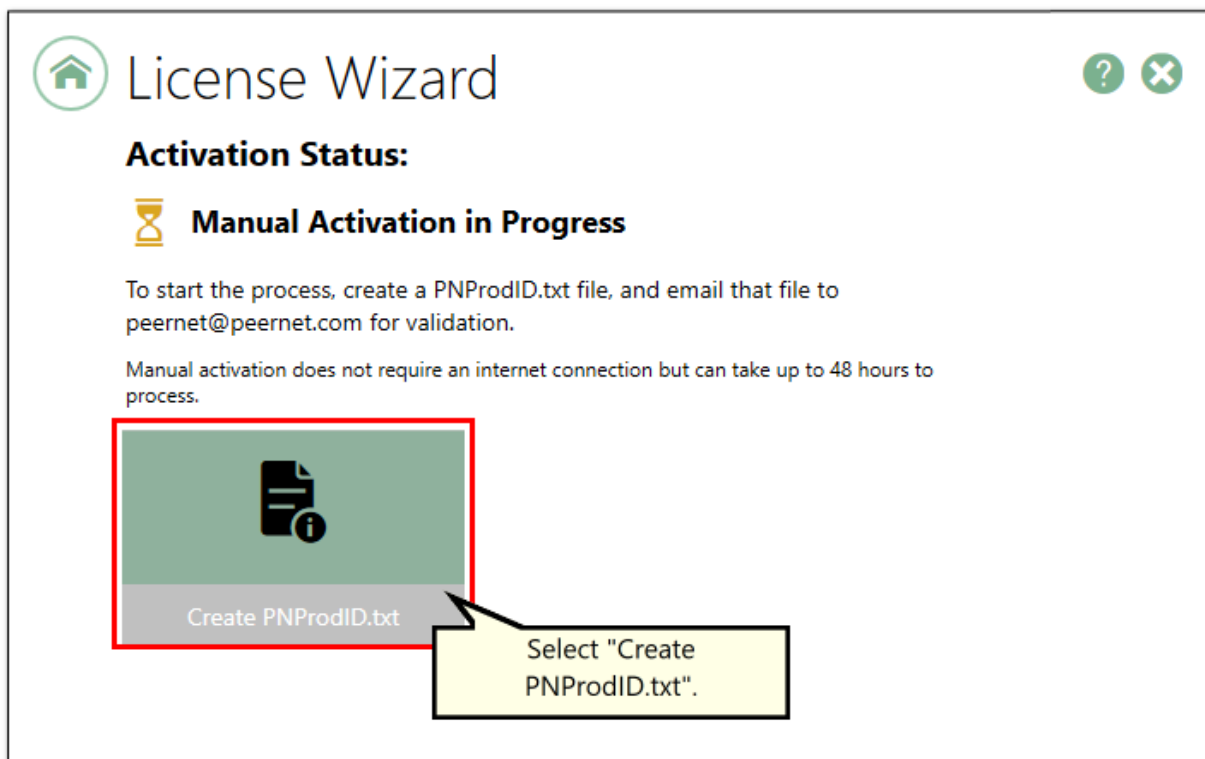 License Wizard
Activation Status:
Manual Activation in Progress
To start the process, create a PNProdID.txt file, and email that file to
peernet@peernet.com for validation.
Manual activation does not require an internet connection but can take up to 48 hours to
process.
Create PNProdID.txt
Select "Create
PNProdID.txt".